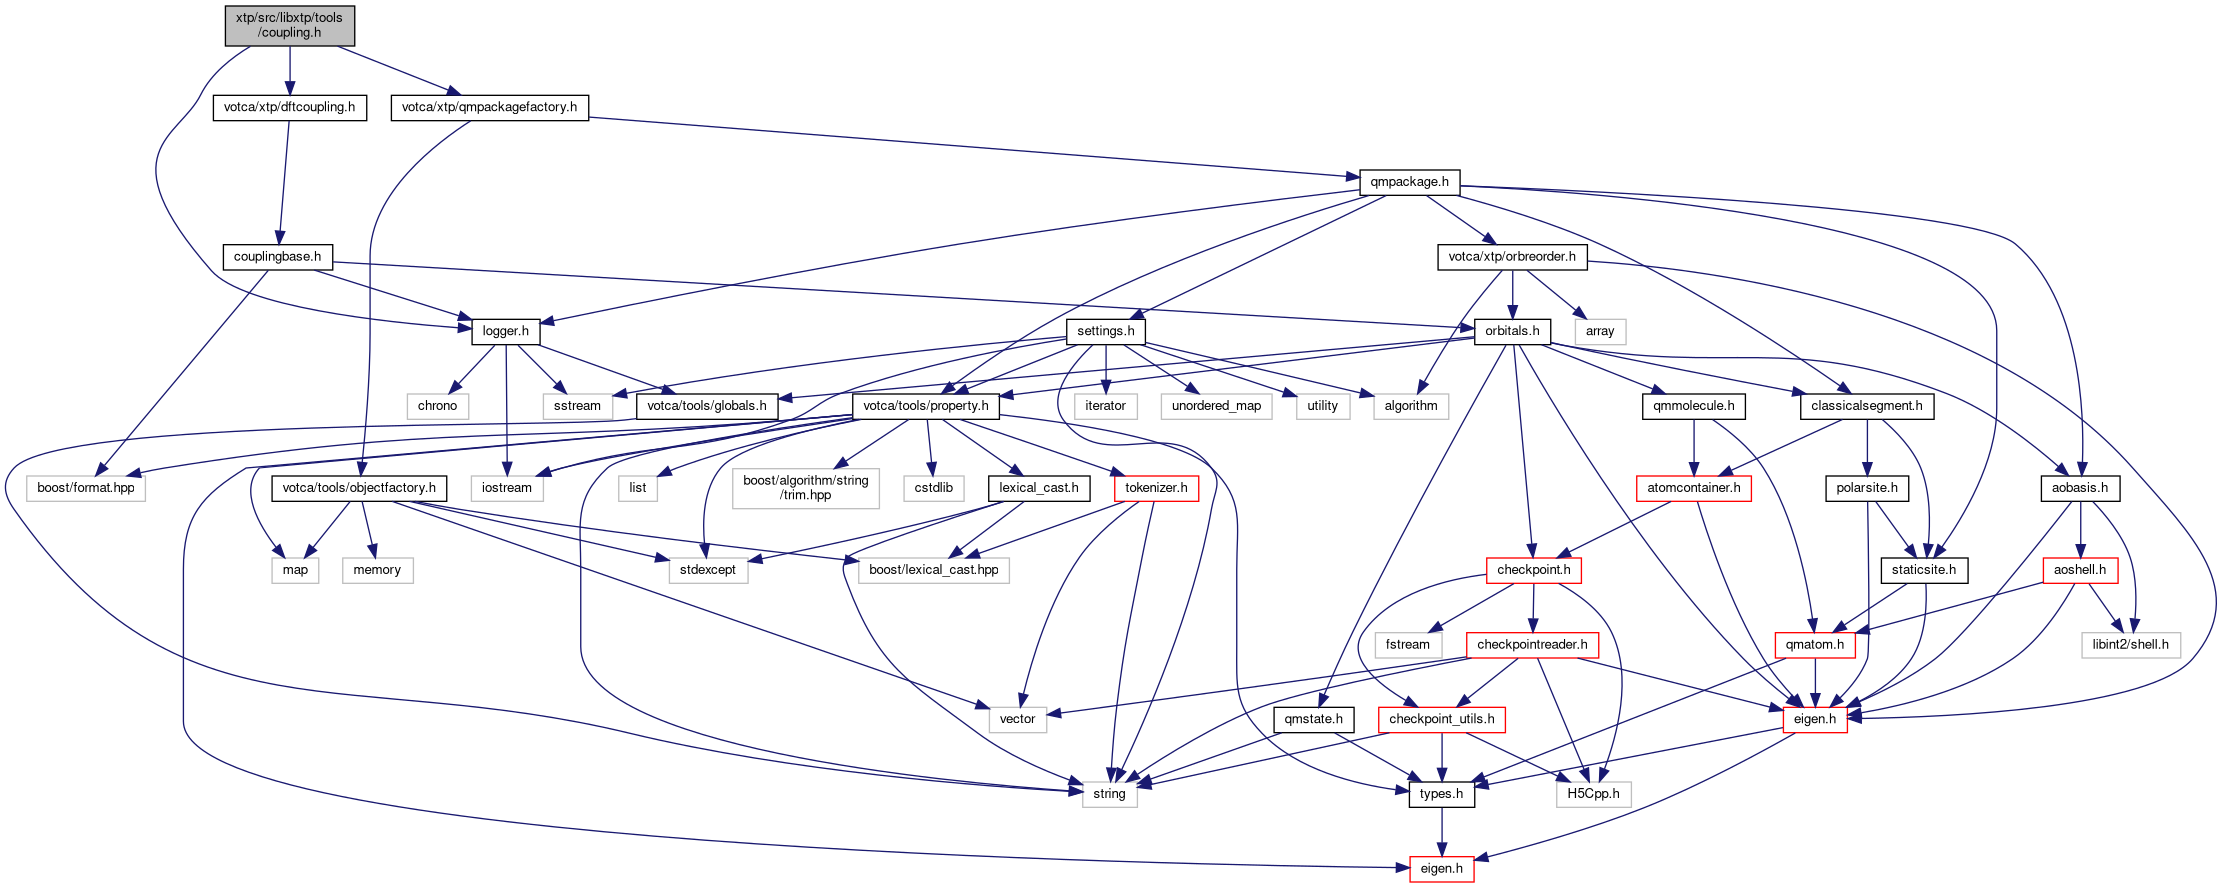 xtp/src/libxtp/tools
/coupling.h
votca/xtp/dftcoupling.h
votca/xtp/qmpackagefactory.h
qmpackage.h
couplingbase.h
votca/xtp/orbreorder.h
logger.h
settings.h
orbitals.h
array
chrono
sstream
votca/tools/globals.h
votca/tools/property.h
iterator
unordered_map
utility
algorithm
qmmolecule.h
classicalsegment.h
boost/format.hpp
votca/tools/objectfactory.h
iostream
list
boost/algorithm/string
/trim.hpp
cstdlib
lexical_cast.h
tokenizer.h
atomcontainer.h
polarsite.h
aobasis.h
map
memory
stdexcept
boost/lexical_cast.hpp
checkpoint.h
staticsite.h
aoshell.h
fstream
checkpointreader.h
qmatom.h
libint2/shell.h
vector
qmstate.h
checkpoint_utils.h
eigen.h
string
types.h
H5Cpp.h
eigen.h